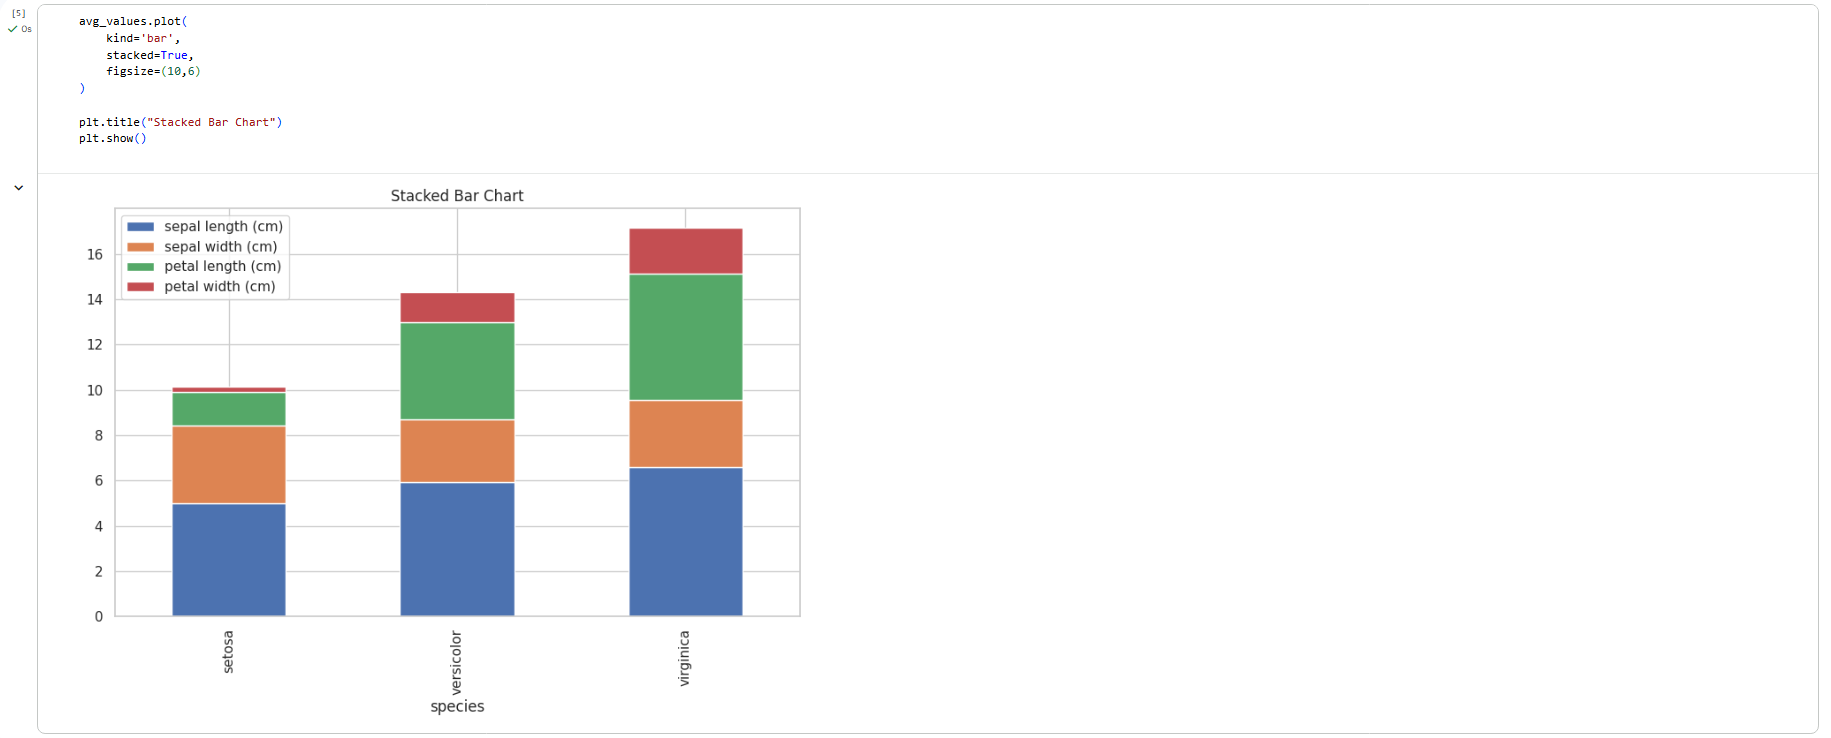 [5]
0s
avg_values.plot(
    kind='bar',
    stacked=True,
    figsize=(10,6)
)
plt.title("Stacked Bar Chart")
plt.show()
Stacked Bar Chart
sepal length (cm)
sepal width (cm)
petal length (cm)
petal width (cm)
16
14
12
10
8
6
4
2
0
setosa
versicolor
virginica
species